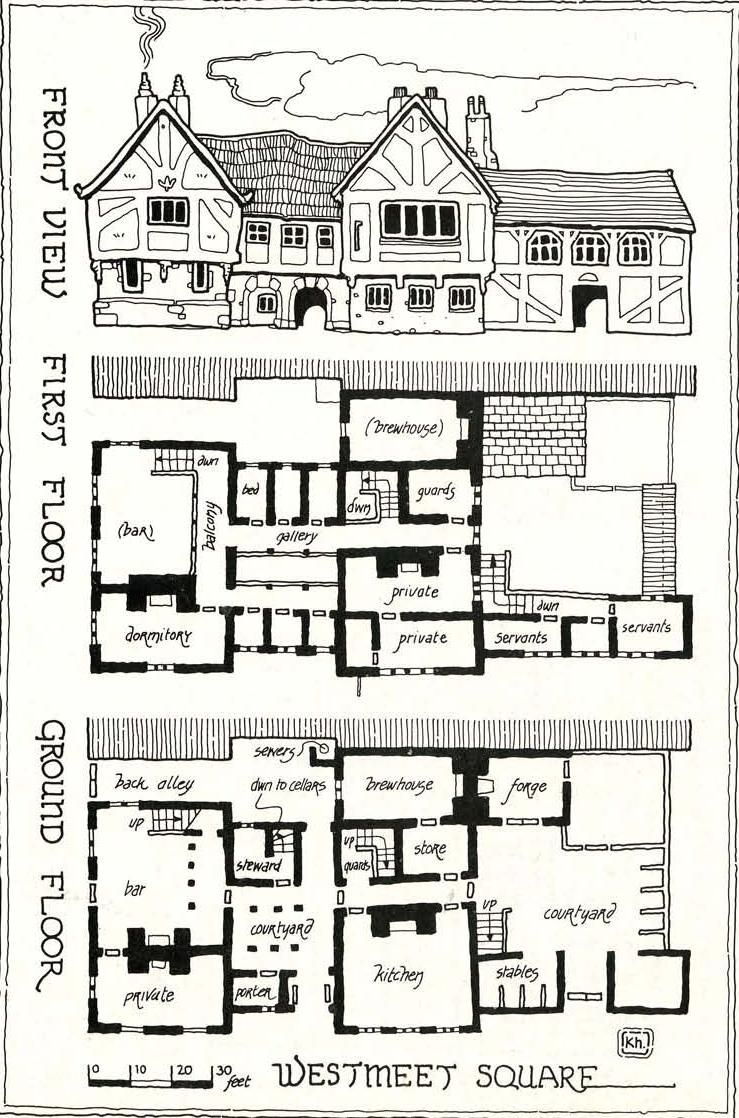 FRONT VIEW
FIRST FLOOR
(brewhouse)
dwn
bed
dwn
guards
(bar)
balcony
gallery
private
dwn
dormitory
private
servants
servants
GROUND FLOOR
sewers
back alley
dwn to cellars
brewhouse
forge
up
up
steward
guards
store
bar
up
courtyard
courtyard
kitchen
stables
private
porter
Kh.
0 10 20 30 feet
WESTMEET SQUARE